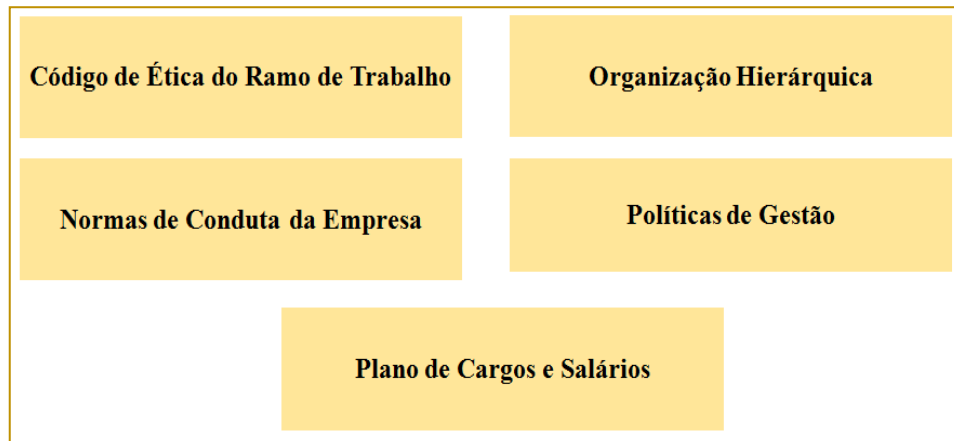 Código de Ética do Ramo de Trabalho
Organização Hierárquica
Normas de Conduta da Empresa
Políticas de Gestão
Plano de Cargos e Salários